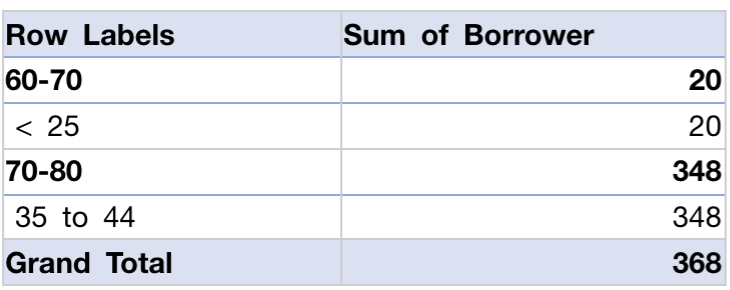 Row Labels Sum of Borrower
60-70 20
< 25 20
70-80 348
35 to 44 348
Grand Total 368